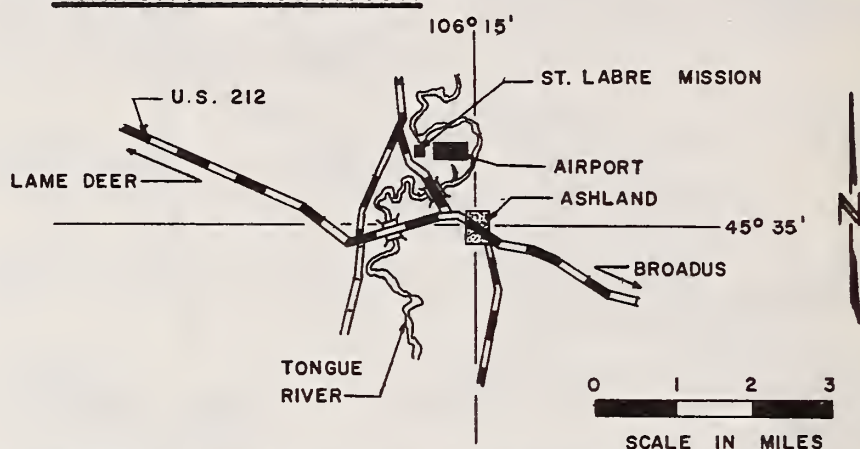 106° 15'
ST. LABRE MISSION
U.S. 212
AIRPORT
LAME DEER
ASHLAND
45° 35'
N
BROADUS
TONGUE
RIVER
0 1 2 3
SCALE IN MILES